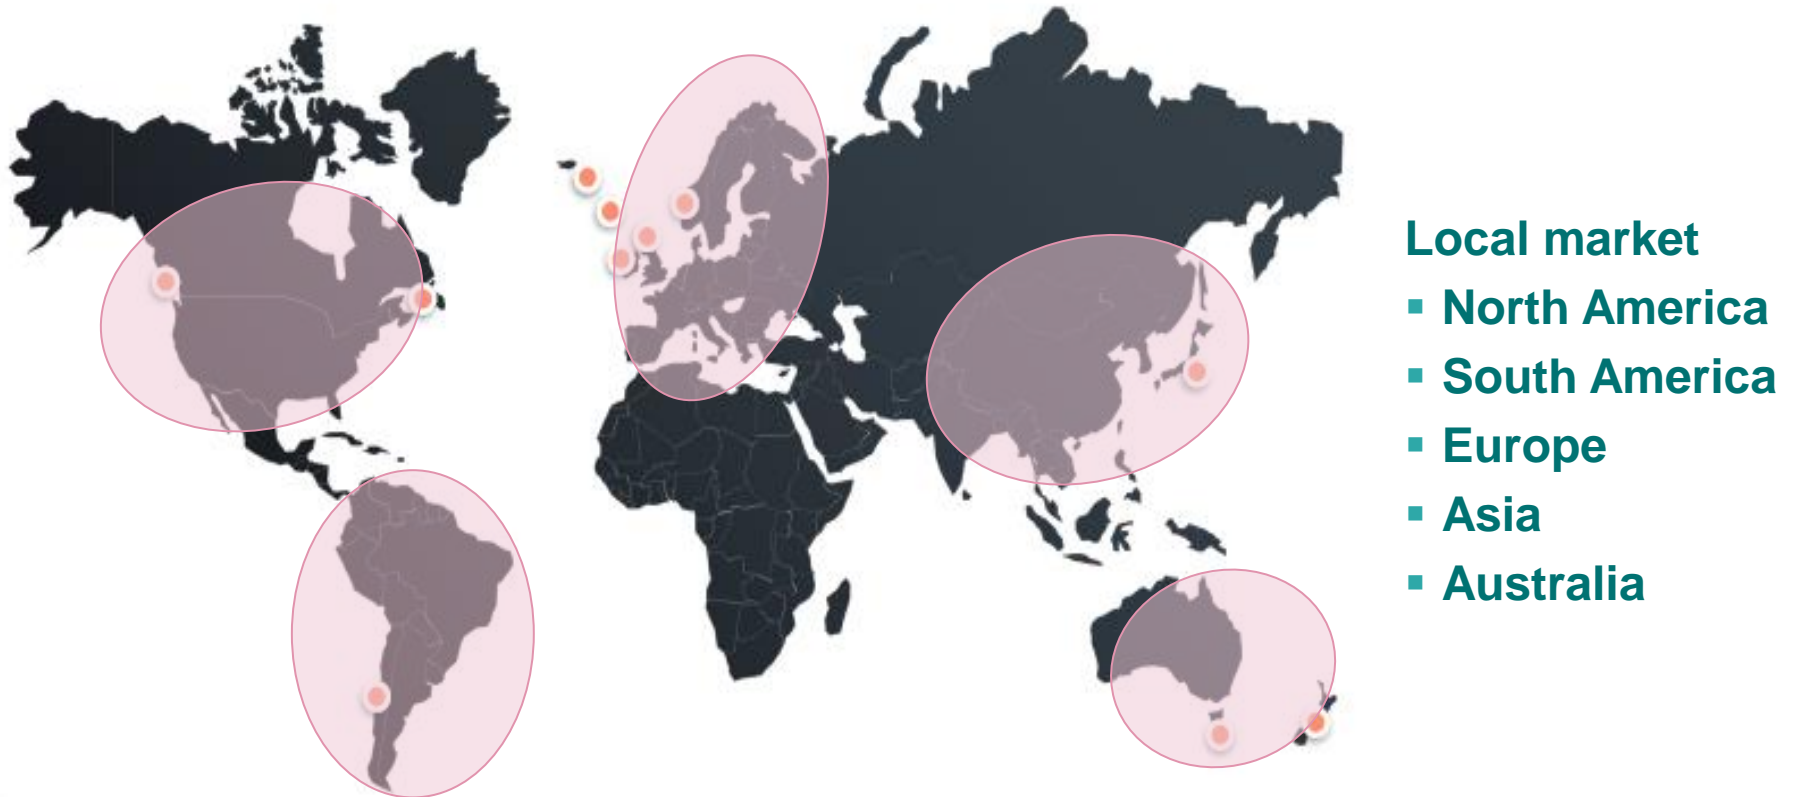 Local market
▪ North America
▪ South America
▪ Europe
▪ Asia
▪ Australia